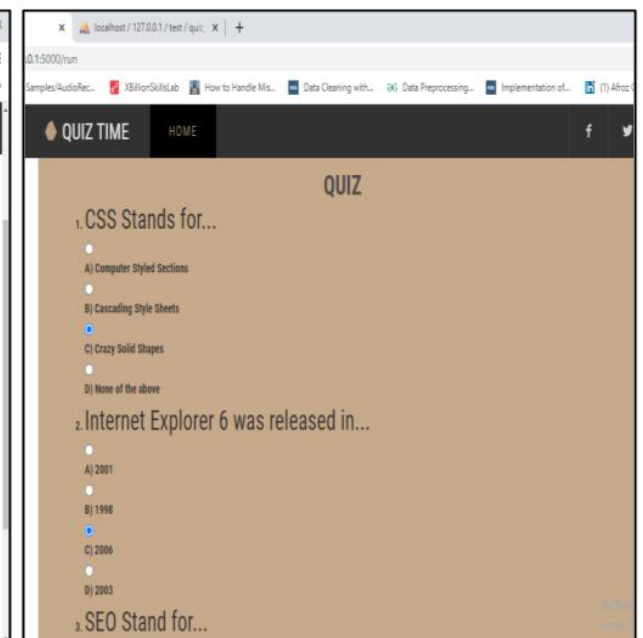 localhost / 127.0.0.1 / test / quiz_
.0.1:5000/run
Samples/AudioRec... XBillionSkillsLab How to Handle Mis... Data Cleaning with... Data Preprocessing... Implementation of... (1) Afroz
QUIZ TIME HOME
QUIZ
1. CSS Stands for...
A) Computer Styled Sections
B) Cascading Style Sheets
C) Crazy Solid Shapes
D) None of the above
2. Internet Explorer 6 was released in...
A) 2001
B) 1998
C) 2006
D) 2003
3. SEO Stand for...